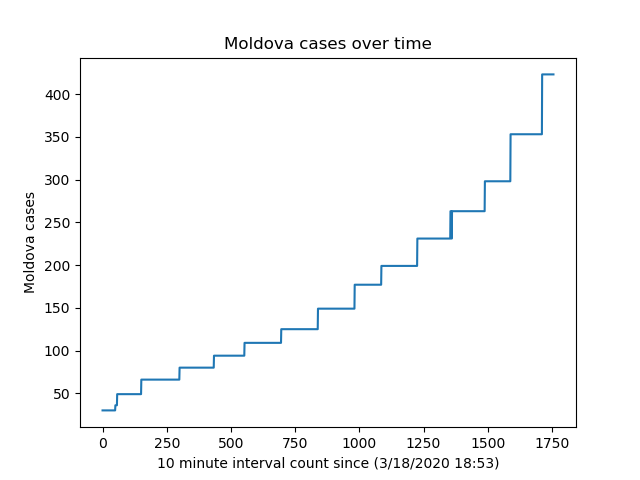 Moldova cases over time
400
350
300
250
200
150
100
50
Moldova cases
0 250 500 750 1000 1250 1500 1750
10 minute interval count since (3/18/2020 18:53)